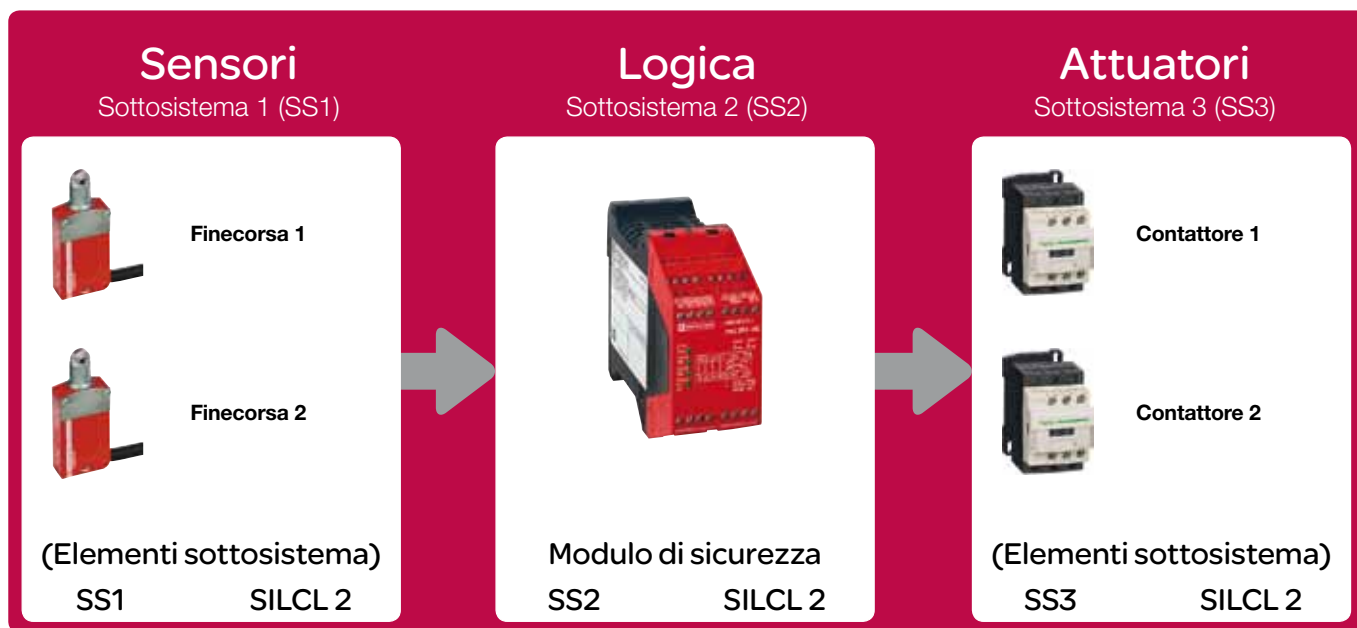 Sensori
Sottosistema 1 (SS1)
Finecorsa 1
Finecorsa 2
(Elementi sottosistema)
SS1 SILCL 2
Logica
Sottosistema 2 (SS2)
Modulo di sicurezza
SS2 SILCL 2
Attuatori
Sottosistema 3 (SS3)
Contattore 1
Contattore 2
(Elementi sottosistema)
SS3 SILCL 2